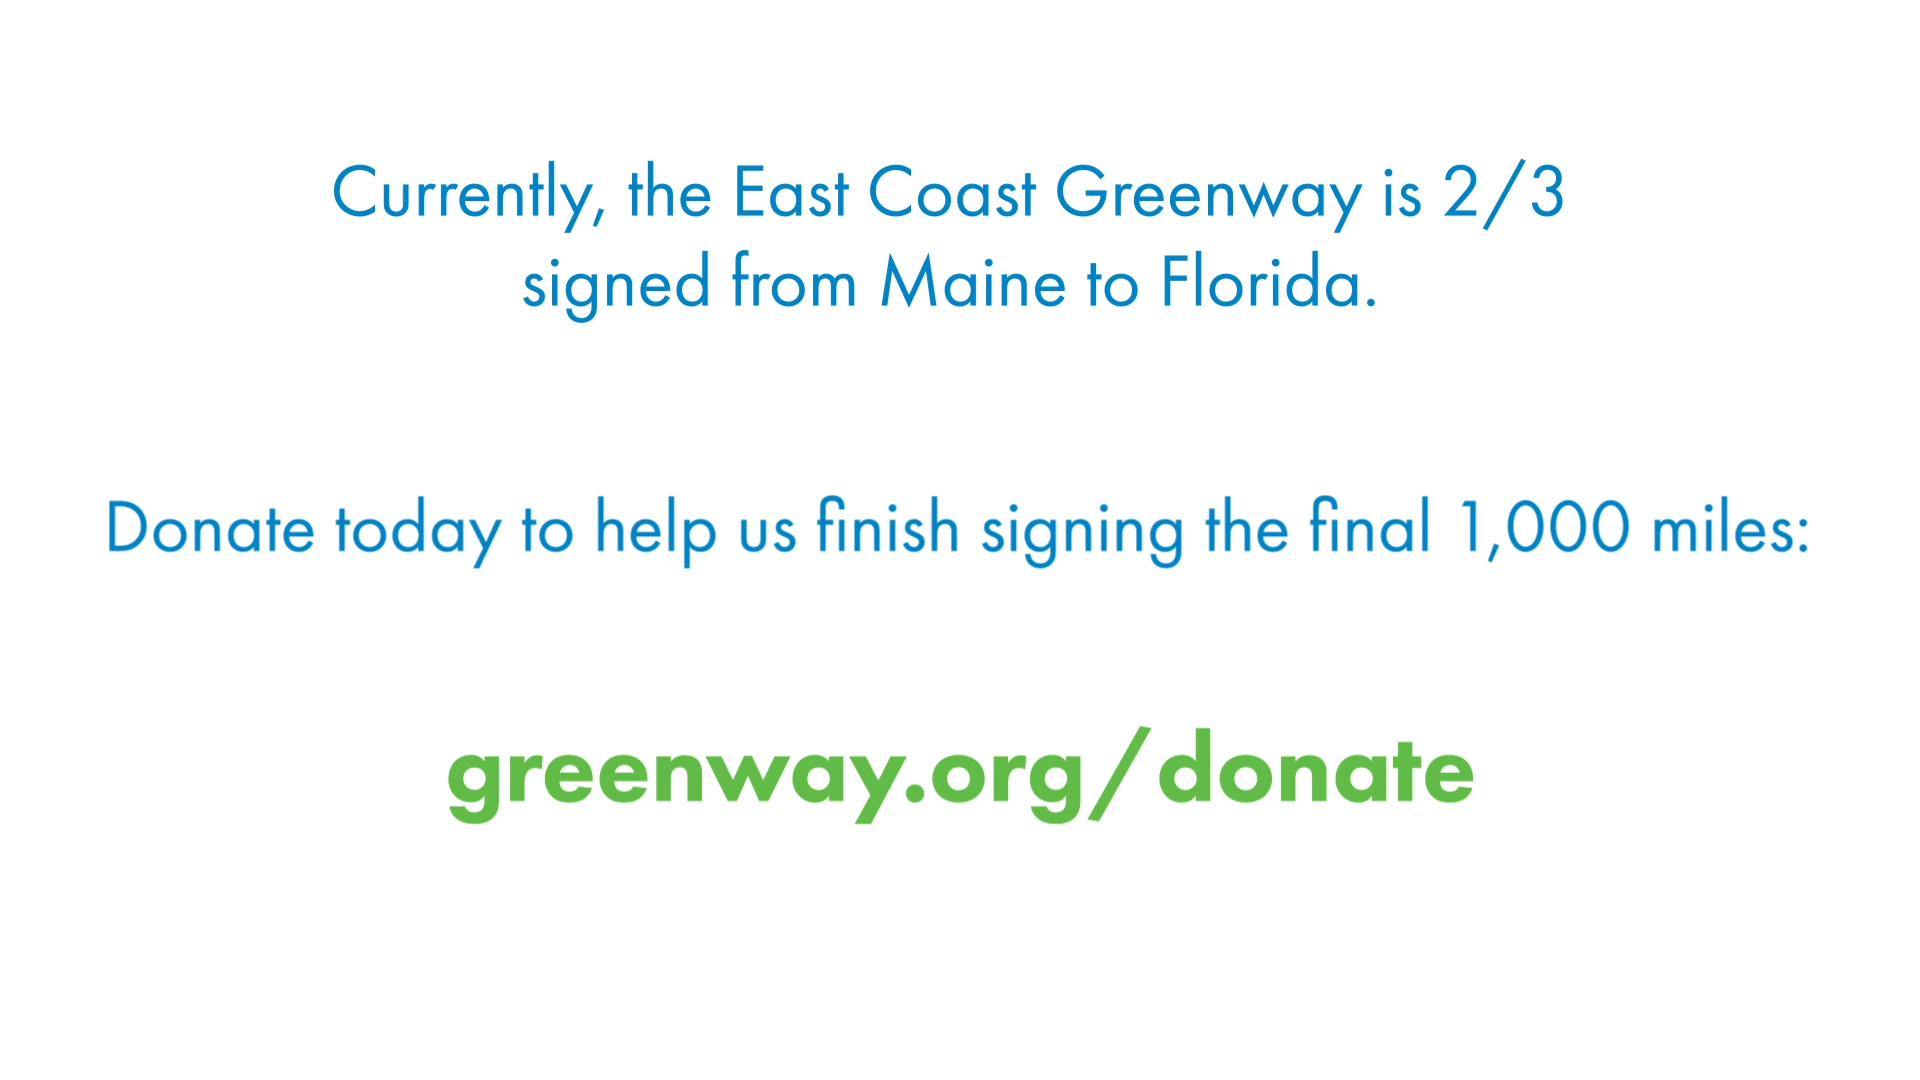 Currently, the East Coast Greenway is 2/3
signed from Maine to Florida.
Donate today to help us finish signing the final 1,000 miles:
greenway.org/donate